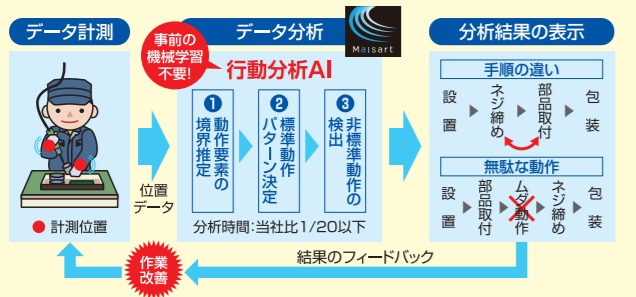 データ計測
計測位置
位置
データ
データ分析
Maisart
事前の
機械学習
不要!
行動分析AI
1
動作要素の
境界推定
2
標準動作
パターン決定
3
非標準動作の
検出
分析時間:当社比1/20以下
分析結果の表示
手順の違い
設置
ネジ締め
部品取付
包装
無駄な動作
設置
部品取付
ムダ動作
ネジ締め
包装
結果のフィードバック
作業
改善